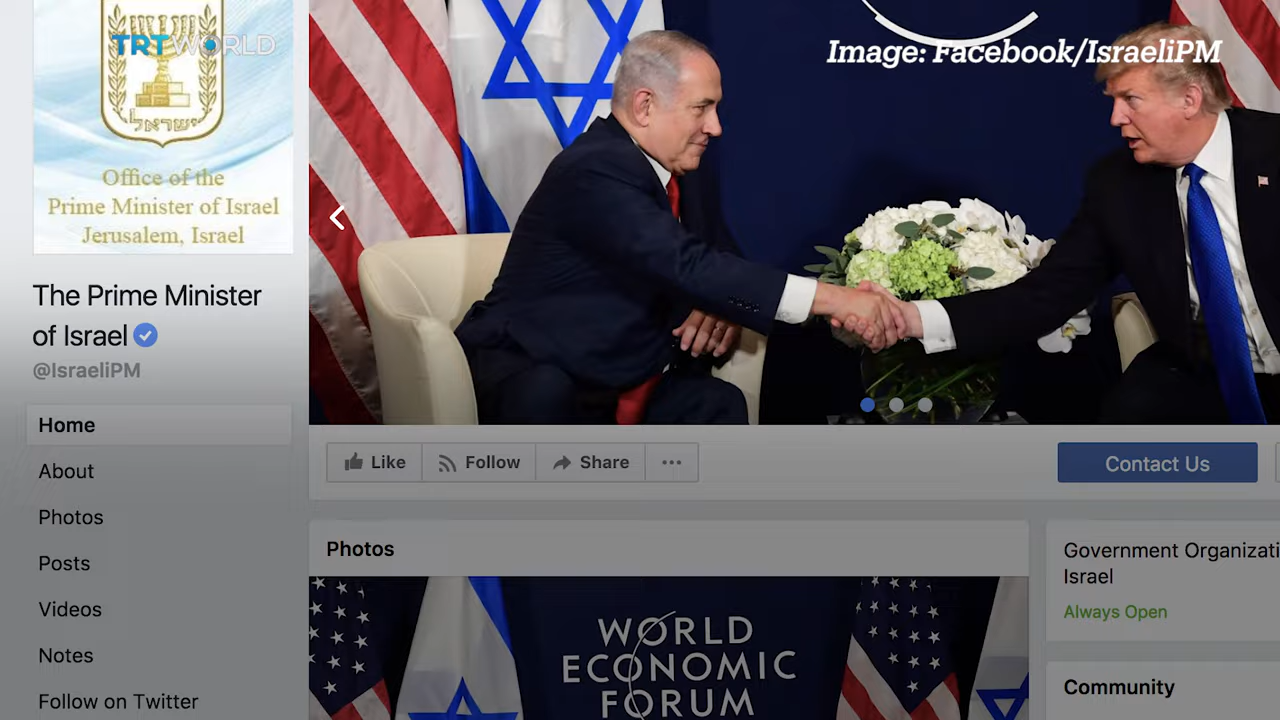 TRT WORLD
ישראל
Office of the
Prime Minister of Israel
Jerusalem, Israel
The Prime Minister
of Israel
@IsraeliPM
Home
About
Photos
Posts
Videos
Notes
Follow on Twitter
Image: Facebook/IsraeliPM
Like
Follow
Share
Contact Us
Photos
WORLD
ECONOMIC
FORUM
Government Organizati
Israel
Always Open
Community